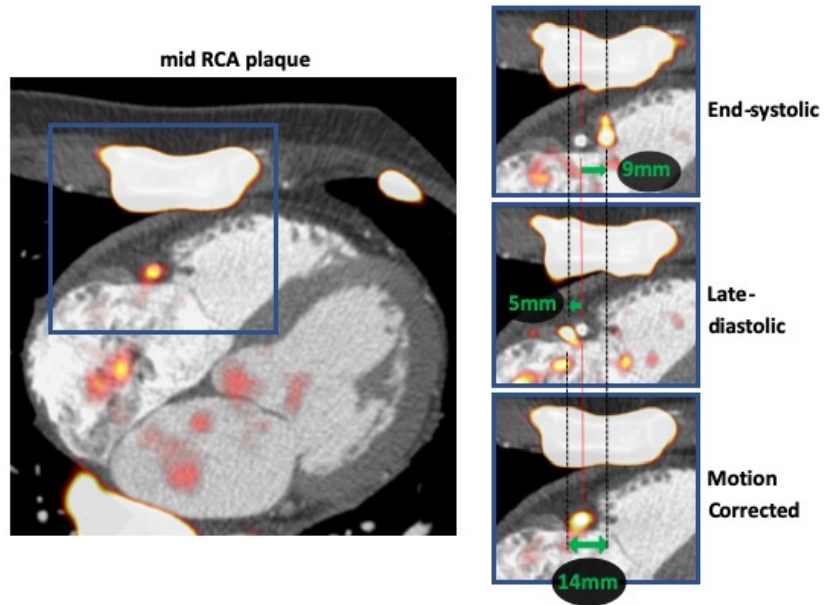 mid RCA plaque
End-systolic
9mm
5mm
Late-
diastolic
Motion
Corrected
14mm